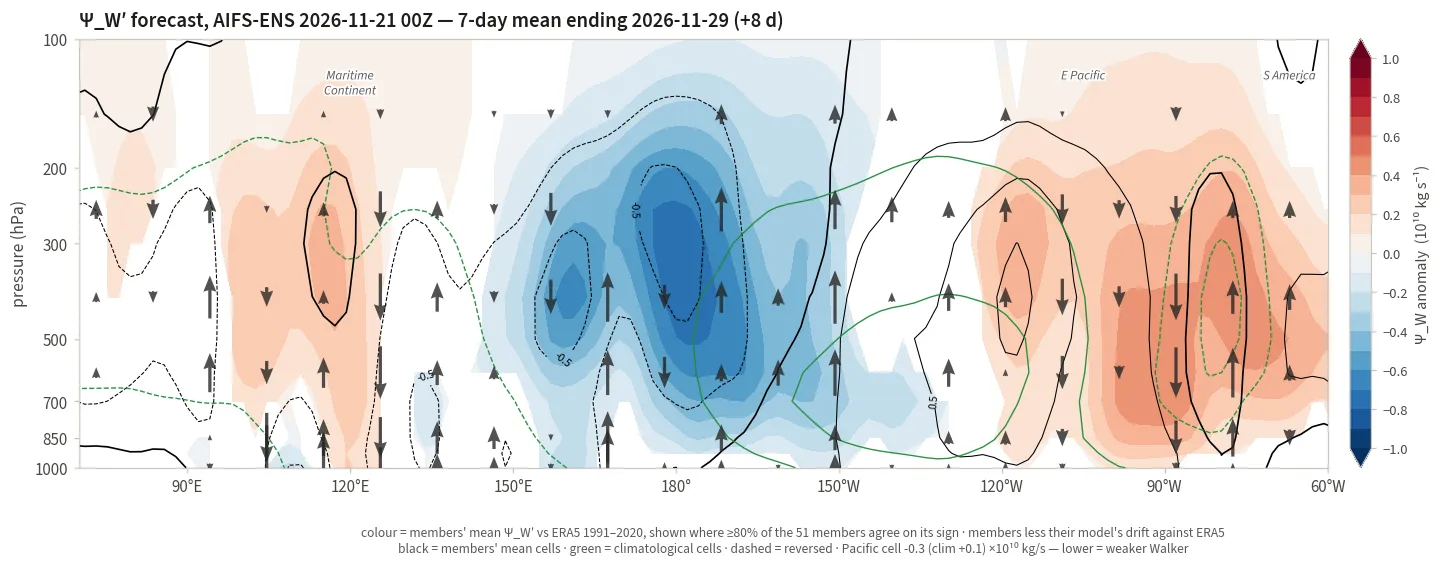 Ψ_W′ forecast, AIFS-ENS 2026-11-21 00Z — 7-day mean ending 2026-11-29 (+8 d)
100
200
300
400
500
700
850
1000
pressure (hPa)
Maritime
Continent
E Pacific
S America
-0.5
-0.5
-0.5
0.5
90°E
120°E
150°E
180°
150°W
120°W
90°W
60°W
1.0
0.8
0.6
0.4
0.2
0.0
−0.2
−0.4
−0.6
−0.8
−1.0
Ψ_W anomaly (10¹⁰ kg s⁻¹)
colour = members' mean Ψ_W′ vs ERA5 1991–2020, shown where ≥80% of the 51 members agree on its sign · members less their model's drift against ERA5
black = members' mean cells · green = climatological cells · dashed = reversed · Pacific cell -0.3 (clim +0.1) ×10¹⁰ kg/s — lower = weaker Walker